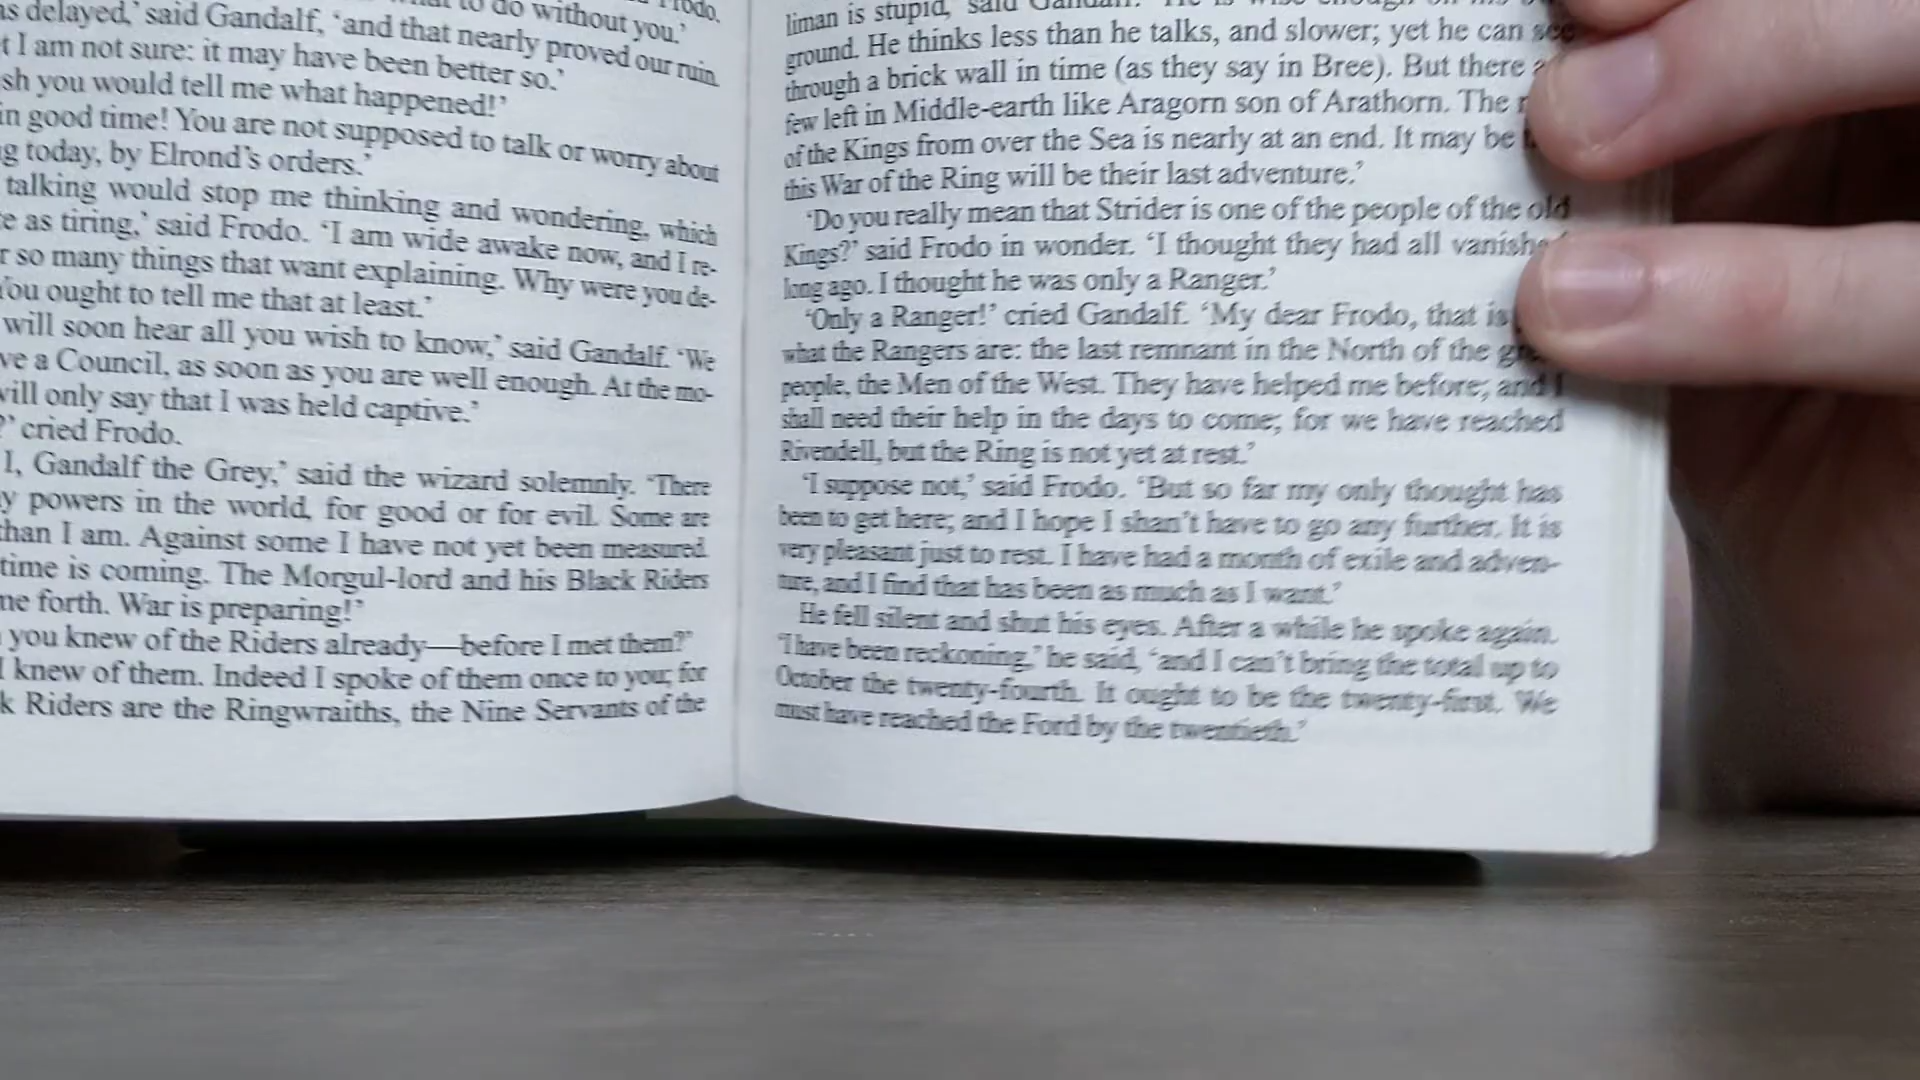 to do without you.'
as delayed,' said Gandalf, 'and that nearly proved our ruin.
t I am not sure: it may have been better so.'
sh you would tell me what happened!'
in good time! You are not supposed to talk or worry about
g today, by Elrond's orders.'
talking would stop me thinking and wondering, which
e as tiring,' said Frodo. 'I am wide awake now, and I re-
r so many things that want explaining. Why were you de-
You ought to tell me that at least.'
will soon hear all you wish to know,' said Gandalf. 'We
ve a Council, as soon as you are well enough. At the mo-
will only say that I was held captive.'
?' cried Frodo.
I, Gandalf the Grey,' said the wizard solemnly. 'There
y powers in the world, for good or for evil. Some are
than I am. Against some I have not yet been measured.
time is coming. The Morgul-lord and his Black Riders
me forth. War is preparing!'
you knew of the Riders already—before I met them?'
I knew of them. Indeed I spoke of them once to you; for
k Riders are the Ringwraiths, the Nine Servants of the
liman is stupid,' said Gandalf. 'He is wise enough on his
ground. He thinks less than he talks, and slower; yet he can see
through a brick wall in time (as they say in Bree). But there
few left in Middle-earth like Aragorn son of Arathorn. The
of the Kings from over the Sea is nearly at an end. It may be
this War of the Ring will be their last adventure.'
'Do you really mean that Strider is one of the people of the old
Kings?' said Frodo in wonder. 'I thought they had all vanished
long ago. I thought he was only a Ranger.'
'Only a Ranger!' cried Gandalf. 'My dear Frodo, that is
what the Rangers are: the last remnant in the North of the
people, the Men of the West. They have helped me before; and I
shall need their help in the days to come; for we have reached
Rivendell, but the Ring is not yet at rest.'
'I suppose not,' said Frodo. 'But so far my only thought has
been to get here; and I hope I shan't have to go any further. It is
very pleasant just to rest. I have had a month of exile and adven-
ture, and I find that has been as much as I want.'
He fell silent and shut his eyes. After a while he spoke again.
'I have been reckoning,' he said, 'and I can't bring the total up to
October the twenty-fourth. It ought to be the twenty-first. We
must have reached the Ford by the twentieth.'